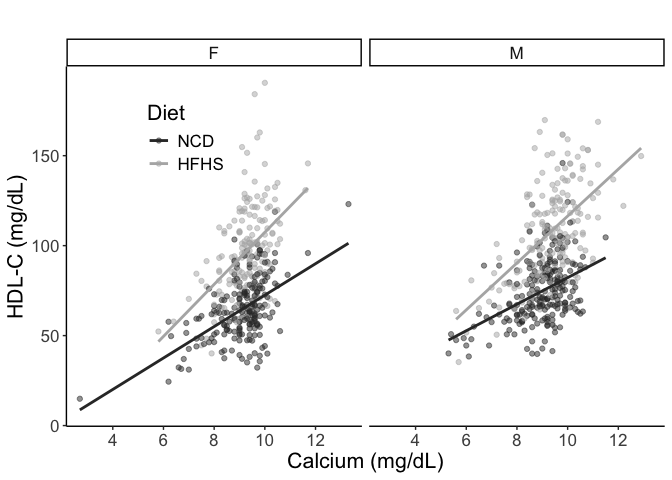 F
M
Diet
NCD
HFHS
HDL-C (mg/dL)
150
100
50
0
4 6 8 10 12
4 6 8 10 12
Calcium (mg/dL)